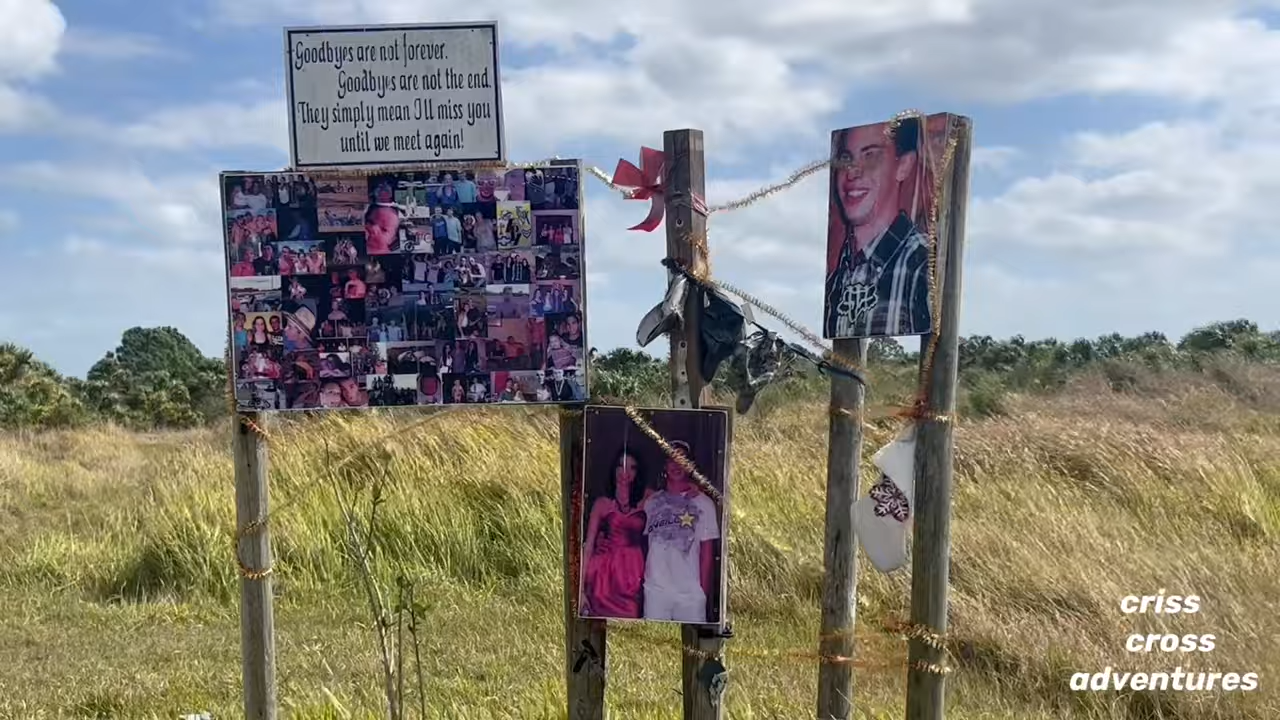 Goodbyes are not forever.
Goodbyes are not the end.
They simply mean I'll miss you
until we meet again!
criss
cross
adventures